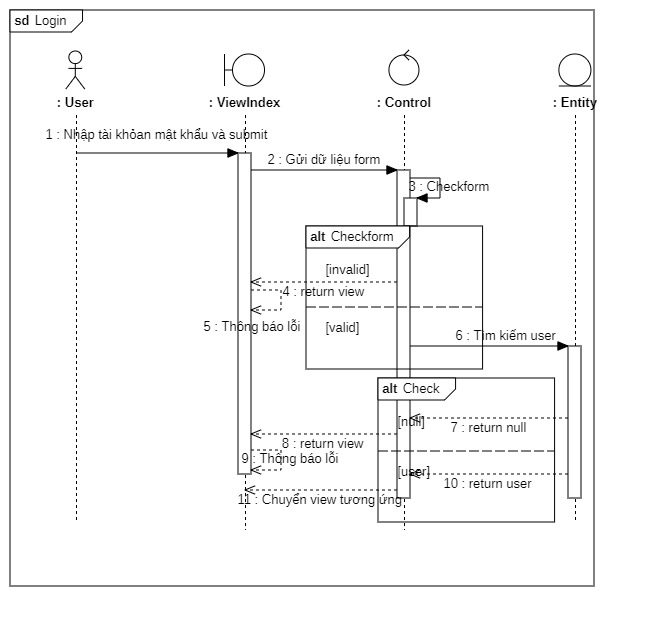 sd Login
: User
: ViewIndex
: Control
: Entity
1 : Nhập tài khỏan mật khẩu và submit
2 : Gửi dữ liệu form
3 : Checkform
alt Checkform
[invalid]
4 : return view
5 : Thông báo lỗi
[valid]
6 : Tìm kiếm user
alt Check
[null]
7 : return null
8 : return view
9 : Thông báo lỗi
[user]
10 : return user
11 : Chuyển view tương ứng